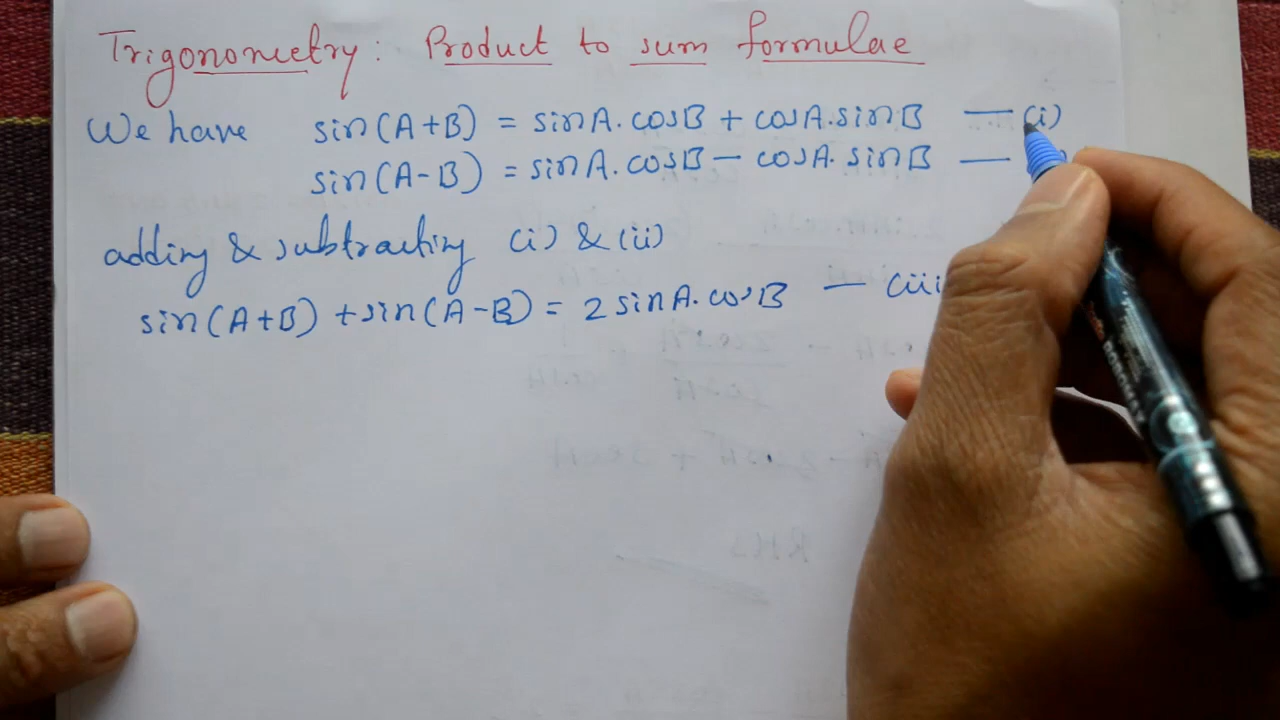 Trigonometry: Product to sum formulae
We have sin(A+B) = sinA.cosB + cosA.sinB — (i)
sin(A-B) = sinA.cosB - cosA.sinB —
adding & subtracting (i) & (ii)
sin(A+B) + sin(A-B) = 2 sinA.cosB — (iii